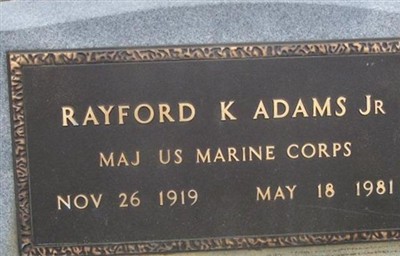 RAYFORD K ADAMS JR
MAJ US MARINE CORPS
NOV 26 1919 MAY 18 1981